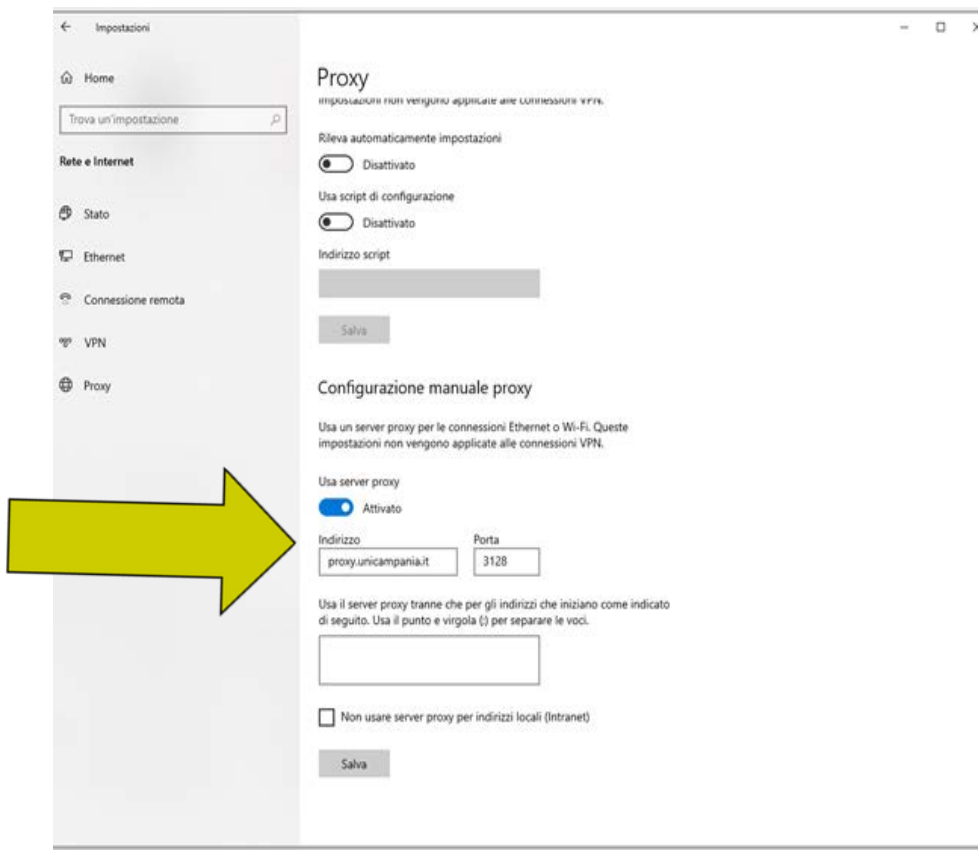 Impostazioni
Home
Trova un'impostazione
Rete e Internet
Stato
Ethernet
Connessione remota
VPN
Proxy
Proxy
impostazioni non vengono applicate alle connessioni VPN.
Rileva automaticamente impostazioni
Disattivato
Usa script di configurazione
Disattivato
Indirizzo script
Salva
Configurazione manuale proxy
Usa un server proxy per le connessioni Ethernet o Wi-Fi. Queste
impostazioni non vengono applicate alle connessioni VPN.
Usa server proxy
Attivato
Indirizzo Porta
proxy.unicampania.it 3128
Usa il server proxy tranne che per gli indirizzi che iniziano come indicato
di seguito. Usa il punto e virgola (;) per separare le voci.
Non usare server proxy per indirizzi locali (Intranet)
Salva